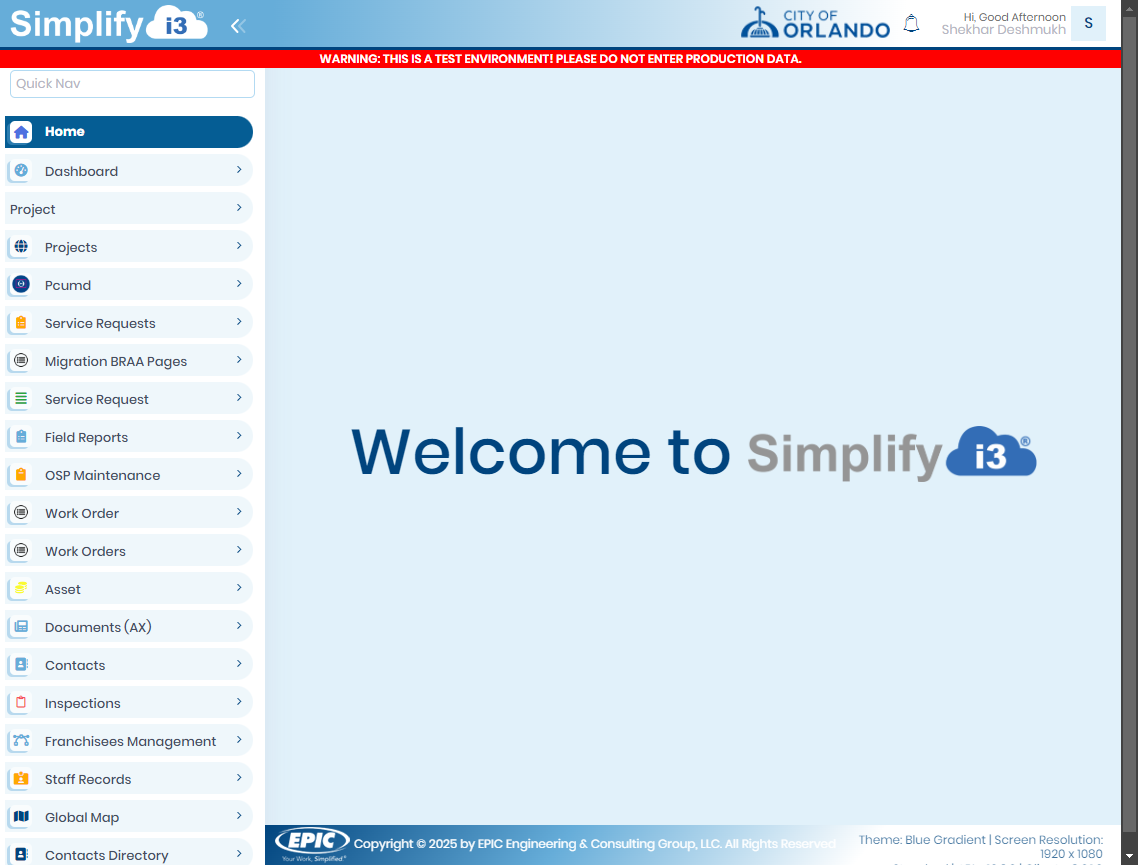 Simplify i3®
CITY OF
ORLANDO
Hi, Good Afternoon
Shekhar Deshmukh
S
WARNING: THIS IS A TEST ENVIRONMENT! PLEASE DO NOT ENTER PRODUCTION DATA.
Quick Nav
Home
Dashboard
Project
Projects
Pcumd
Service Requests
Migration BRAA Pages
Service Request
Field Reports
OSP Maintenance
Work Order
Work Orders
Asset
Documents (AX)
Contacts
Inspections
Franchisees Management
Staff Records
Global Map
Contacts Directory
Welcome to Simplify i3®
EPIC
Your Work, Simplified.®
Copyright © 2025 by EPIC Engineering & Consulting Group, LLC. All Rights Reserved
Theme: Blue Gradient | Screen Resolution:
1920 x 1080